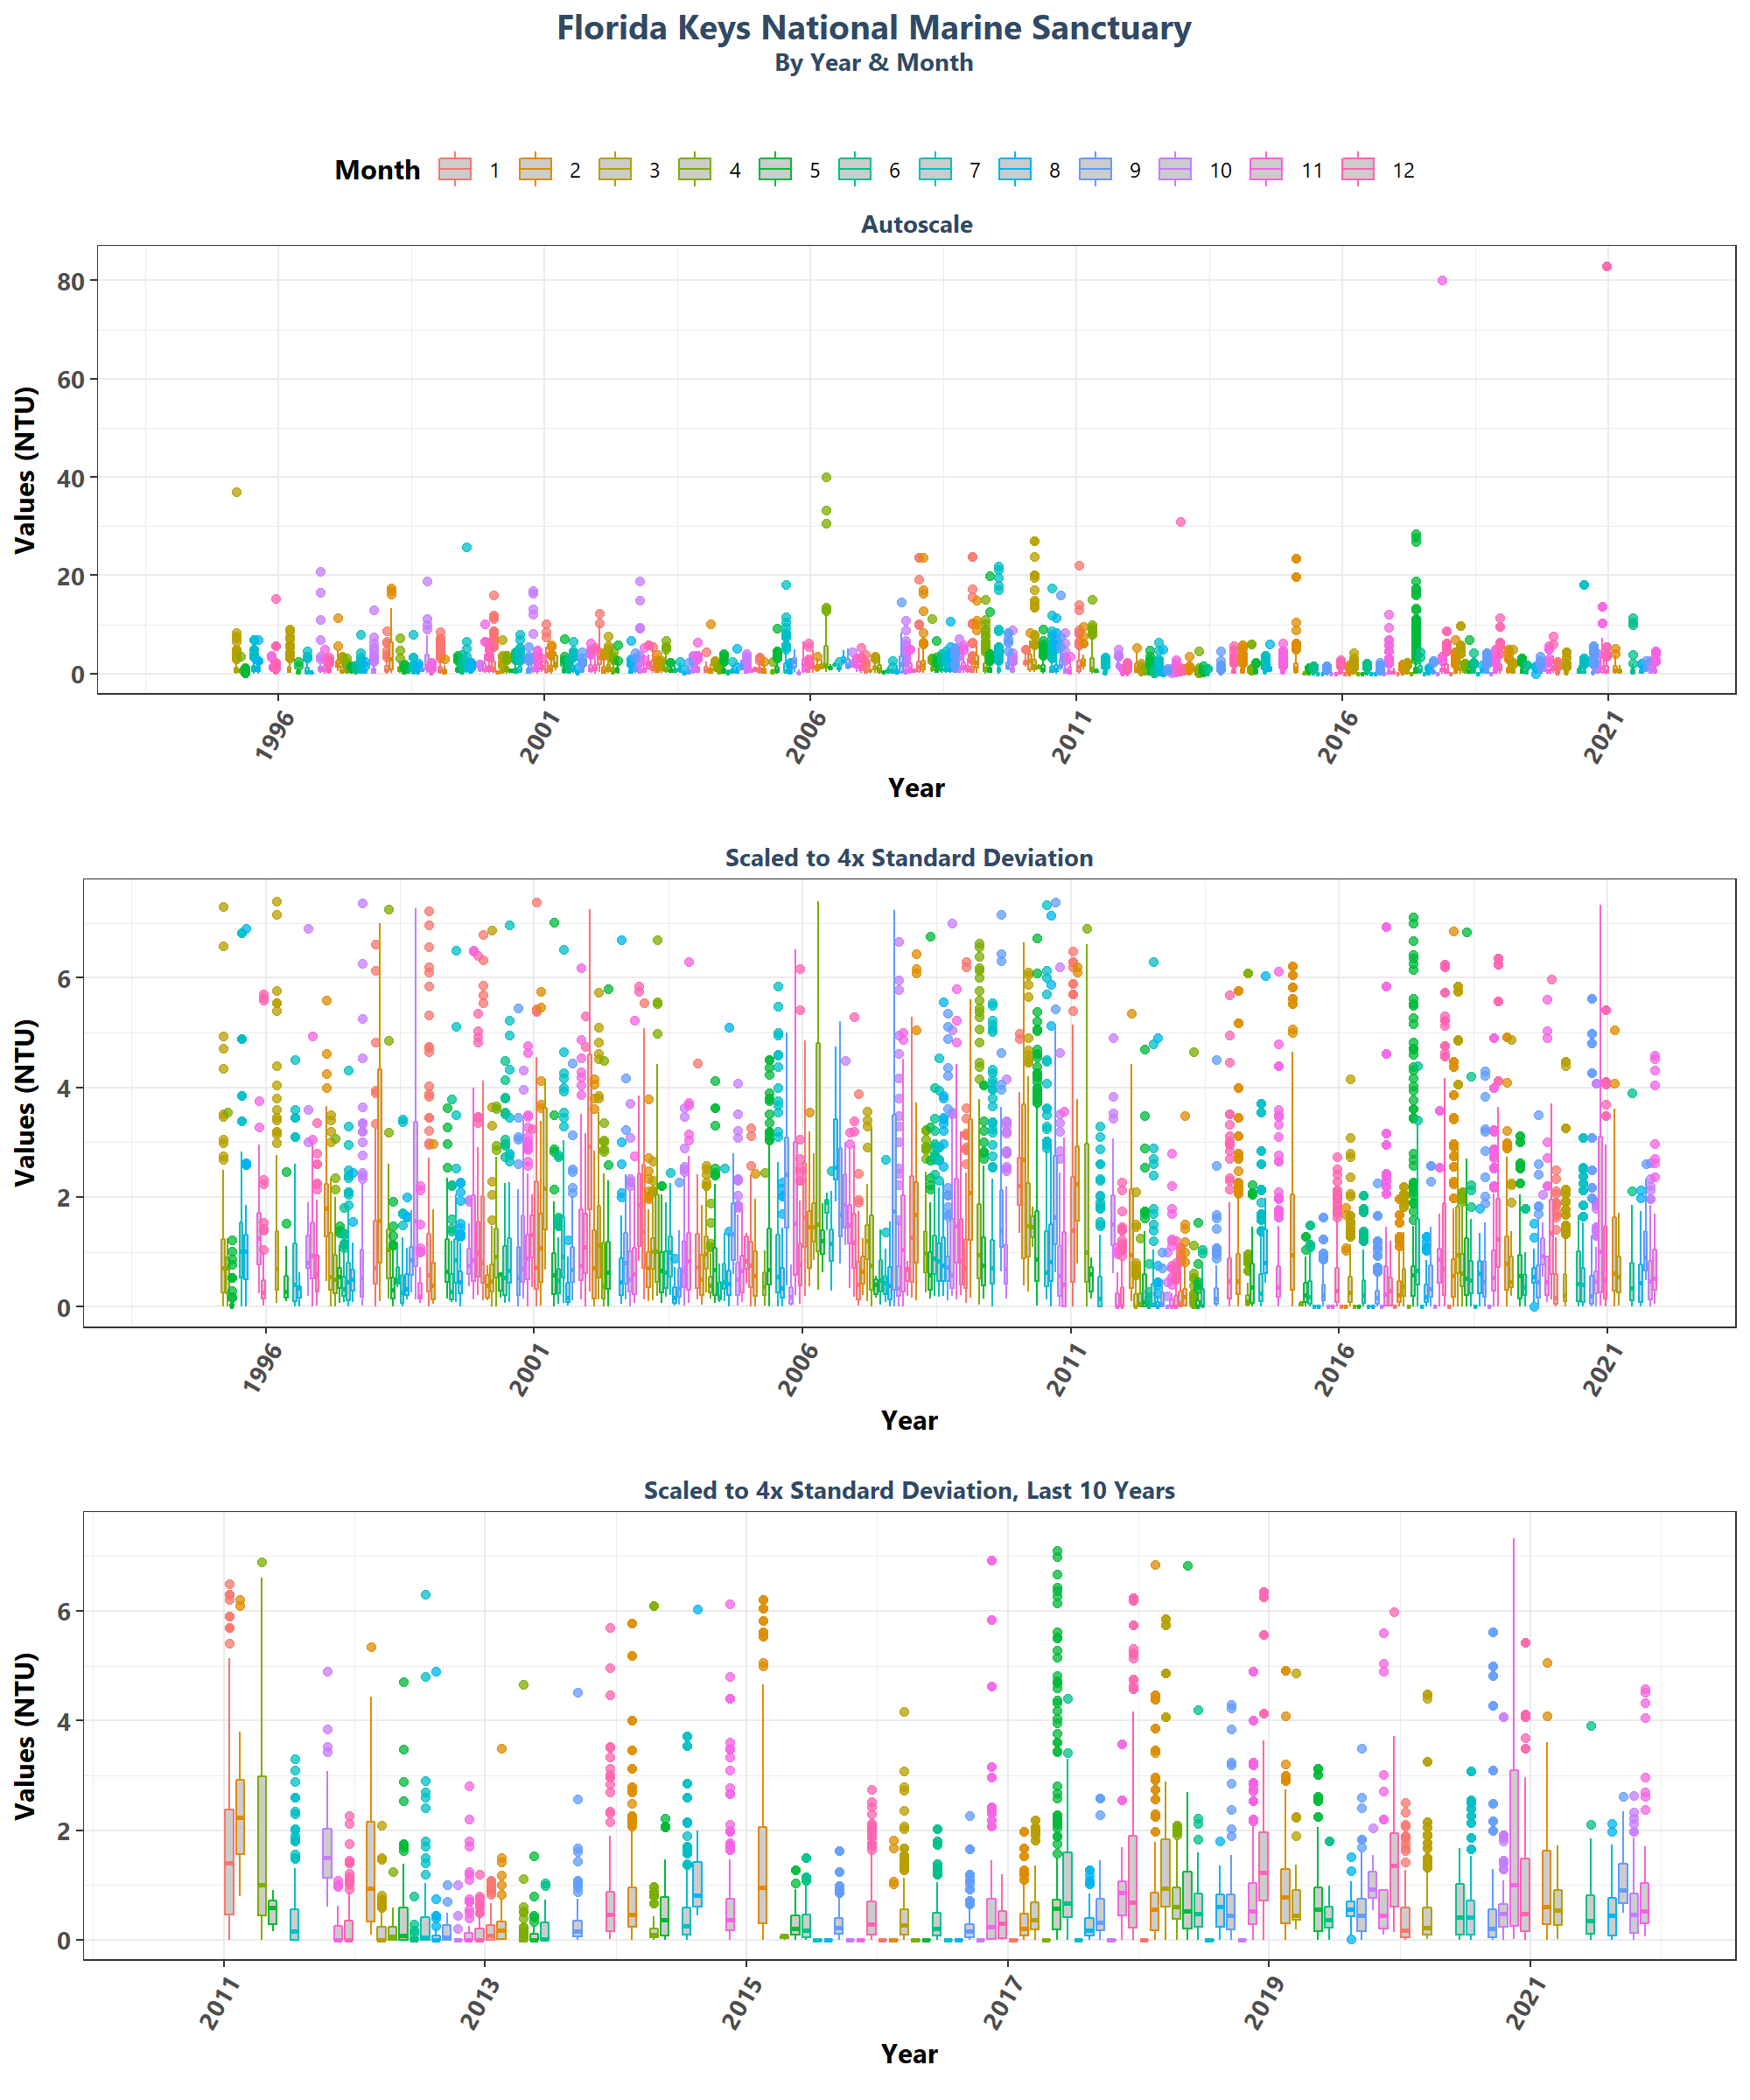 Florida Keys National Marine Sanctuary
By Year & Month
Month 1 2 3 4 5 6 7 8 9 10 11 12
Autoscale
80
60
40
20
0
Values (NTU)
1996 2001 2006 2011 2016 2021
Year
Scaled to 4x Standard Deviation
6
4
2
0
Values (NTU)
1996 2001 2006 2011 2016 2021
Year
Scaled to 4x Standard Deviation, Last 10 Years
6
4
2
0
Values (NTU)
2011 2013 2015 2017 2019 2021
Year